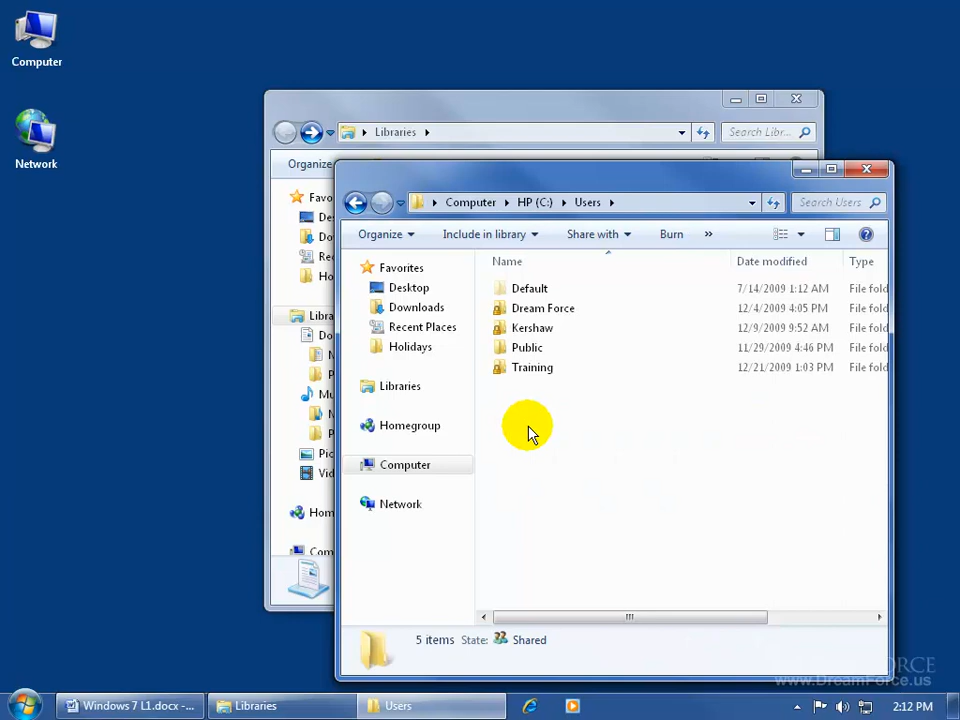 Computer
Network
Libraries
Search Libr...
Organize
Favo
Des
Do
Rec
Ho
Libra
Do
Mu
Pic
Vid
Hom
Com
Computer HP (C:) Users
Search Users
Organize Include in library Share with Burn »
Name Date modified Type
Favorites
Desktop
Downloads
Recent Places
Holidays
Libraries
Homegroup
Computer
Network
Default 7/14/2009 1:12 AM File fold
Dream Force 12/4/2009 4:05 PM File fold
Kershaw 12/9/2009 9:52 AM File fold
Public 11/29/2009 4:46 PM File fold
Training 12/21/2009 1:03 PM File fold
5 items State: Shared
www.DreamForce.us
Windows 7 L1.docx -... Libraries Users 2:12 PM